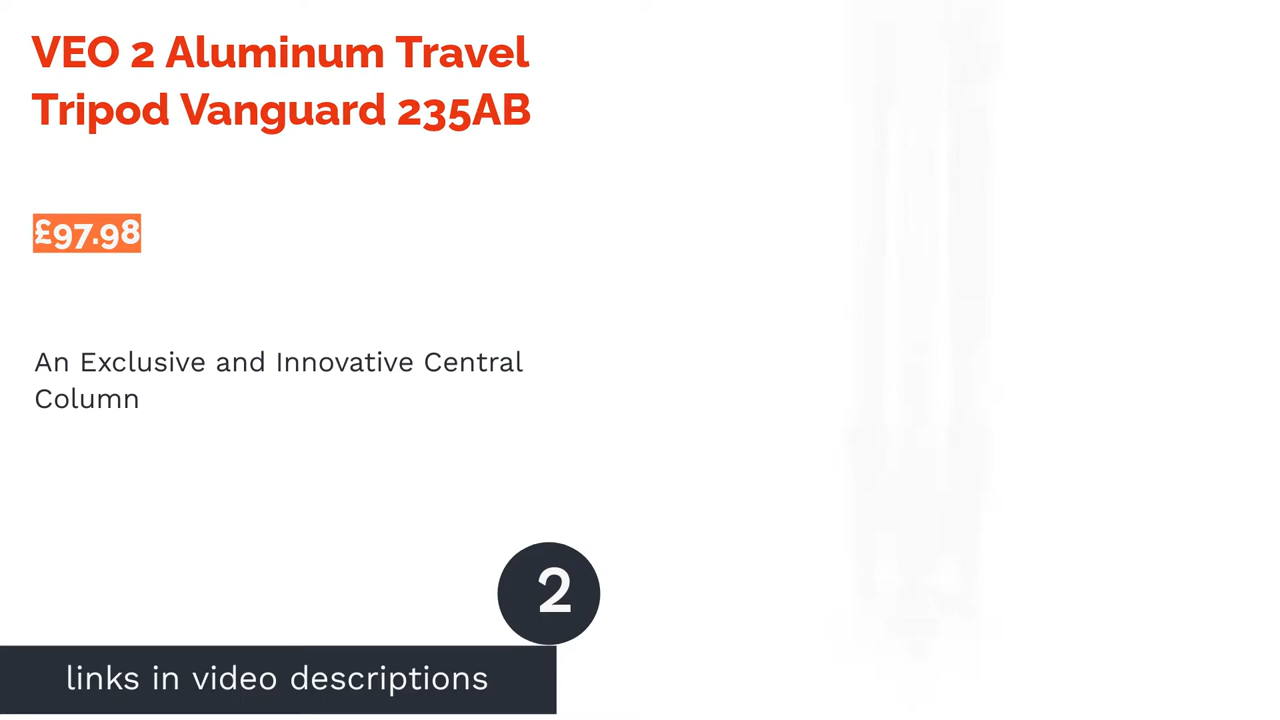 VEO 2 Aluminum Travel
Tripod Vanguard 235AB
£97.98
An Exclusive and Innovative Central
Column
2
links in video descriptions